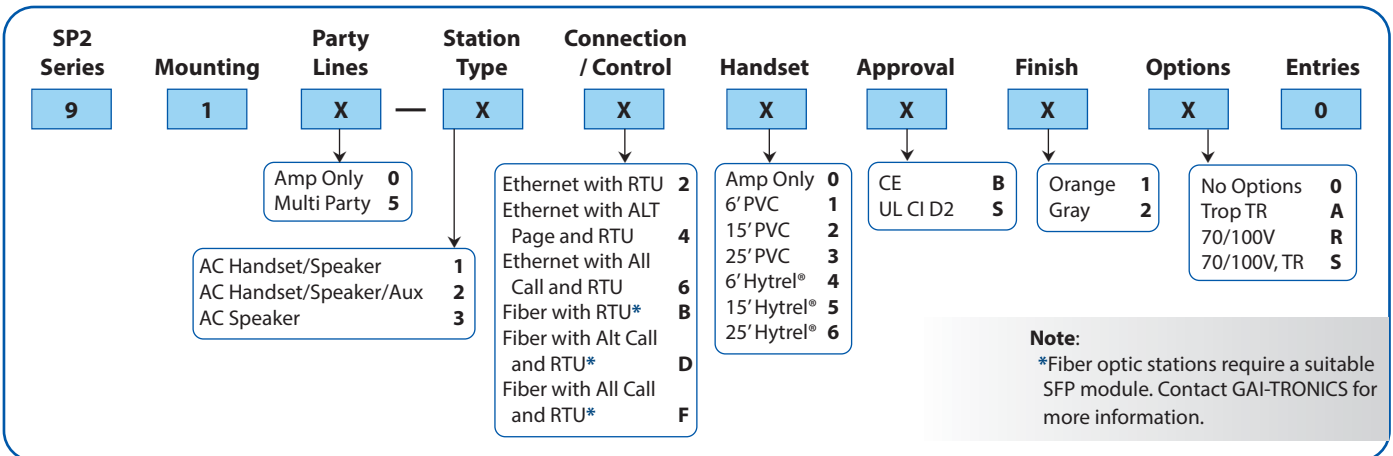 SP2 Series
Mounting
Party Lines
Station Type
Connection / Control
Handset
Approval
Finish
Options
Entries
9 1 X — X X X X X X 0
Amp Only 0
Multi Party 5
AC Handset/Speaker 1
AC Handset/Speaker/Aux 2
AC Speaker 3
Ethernet with RTU 2
Ethernet with ALT
Page and RTU 4
Ethernet with All
Call and RTU 6
Fiber with RTU* B
Fiber with Alt Call
and RTU* D
Fiber with All Call
and RTU* F
Amp Only 0
6' PVC 1
15' PVC 2
25' PVC 3
6' Hytrel® 4
15' Hytrel® 5
25' Hytrel® 6
CE B
UL CI D2 S
Orange 1
Gray 2
No Options 0
Trop TR A
70/100V R
70/100V, TR S
Note:
*Fiber optic stations require a suitable
SFP module. Contact GAI-TRONICS for
more information.